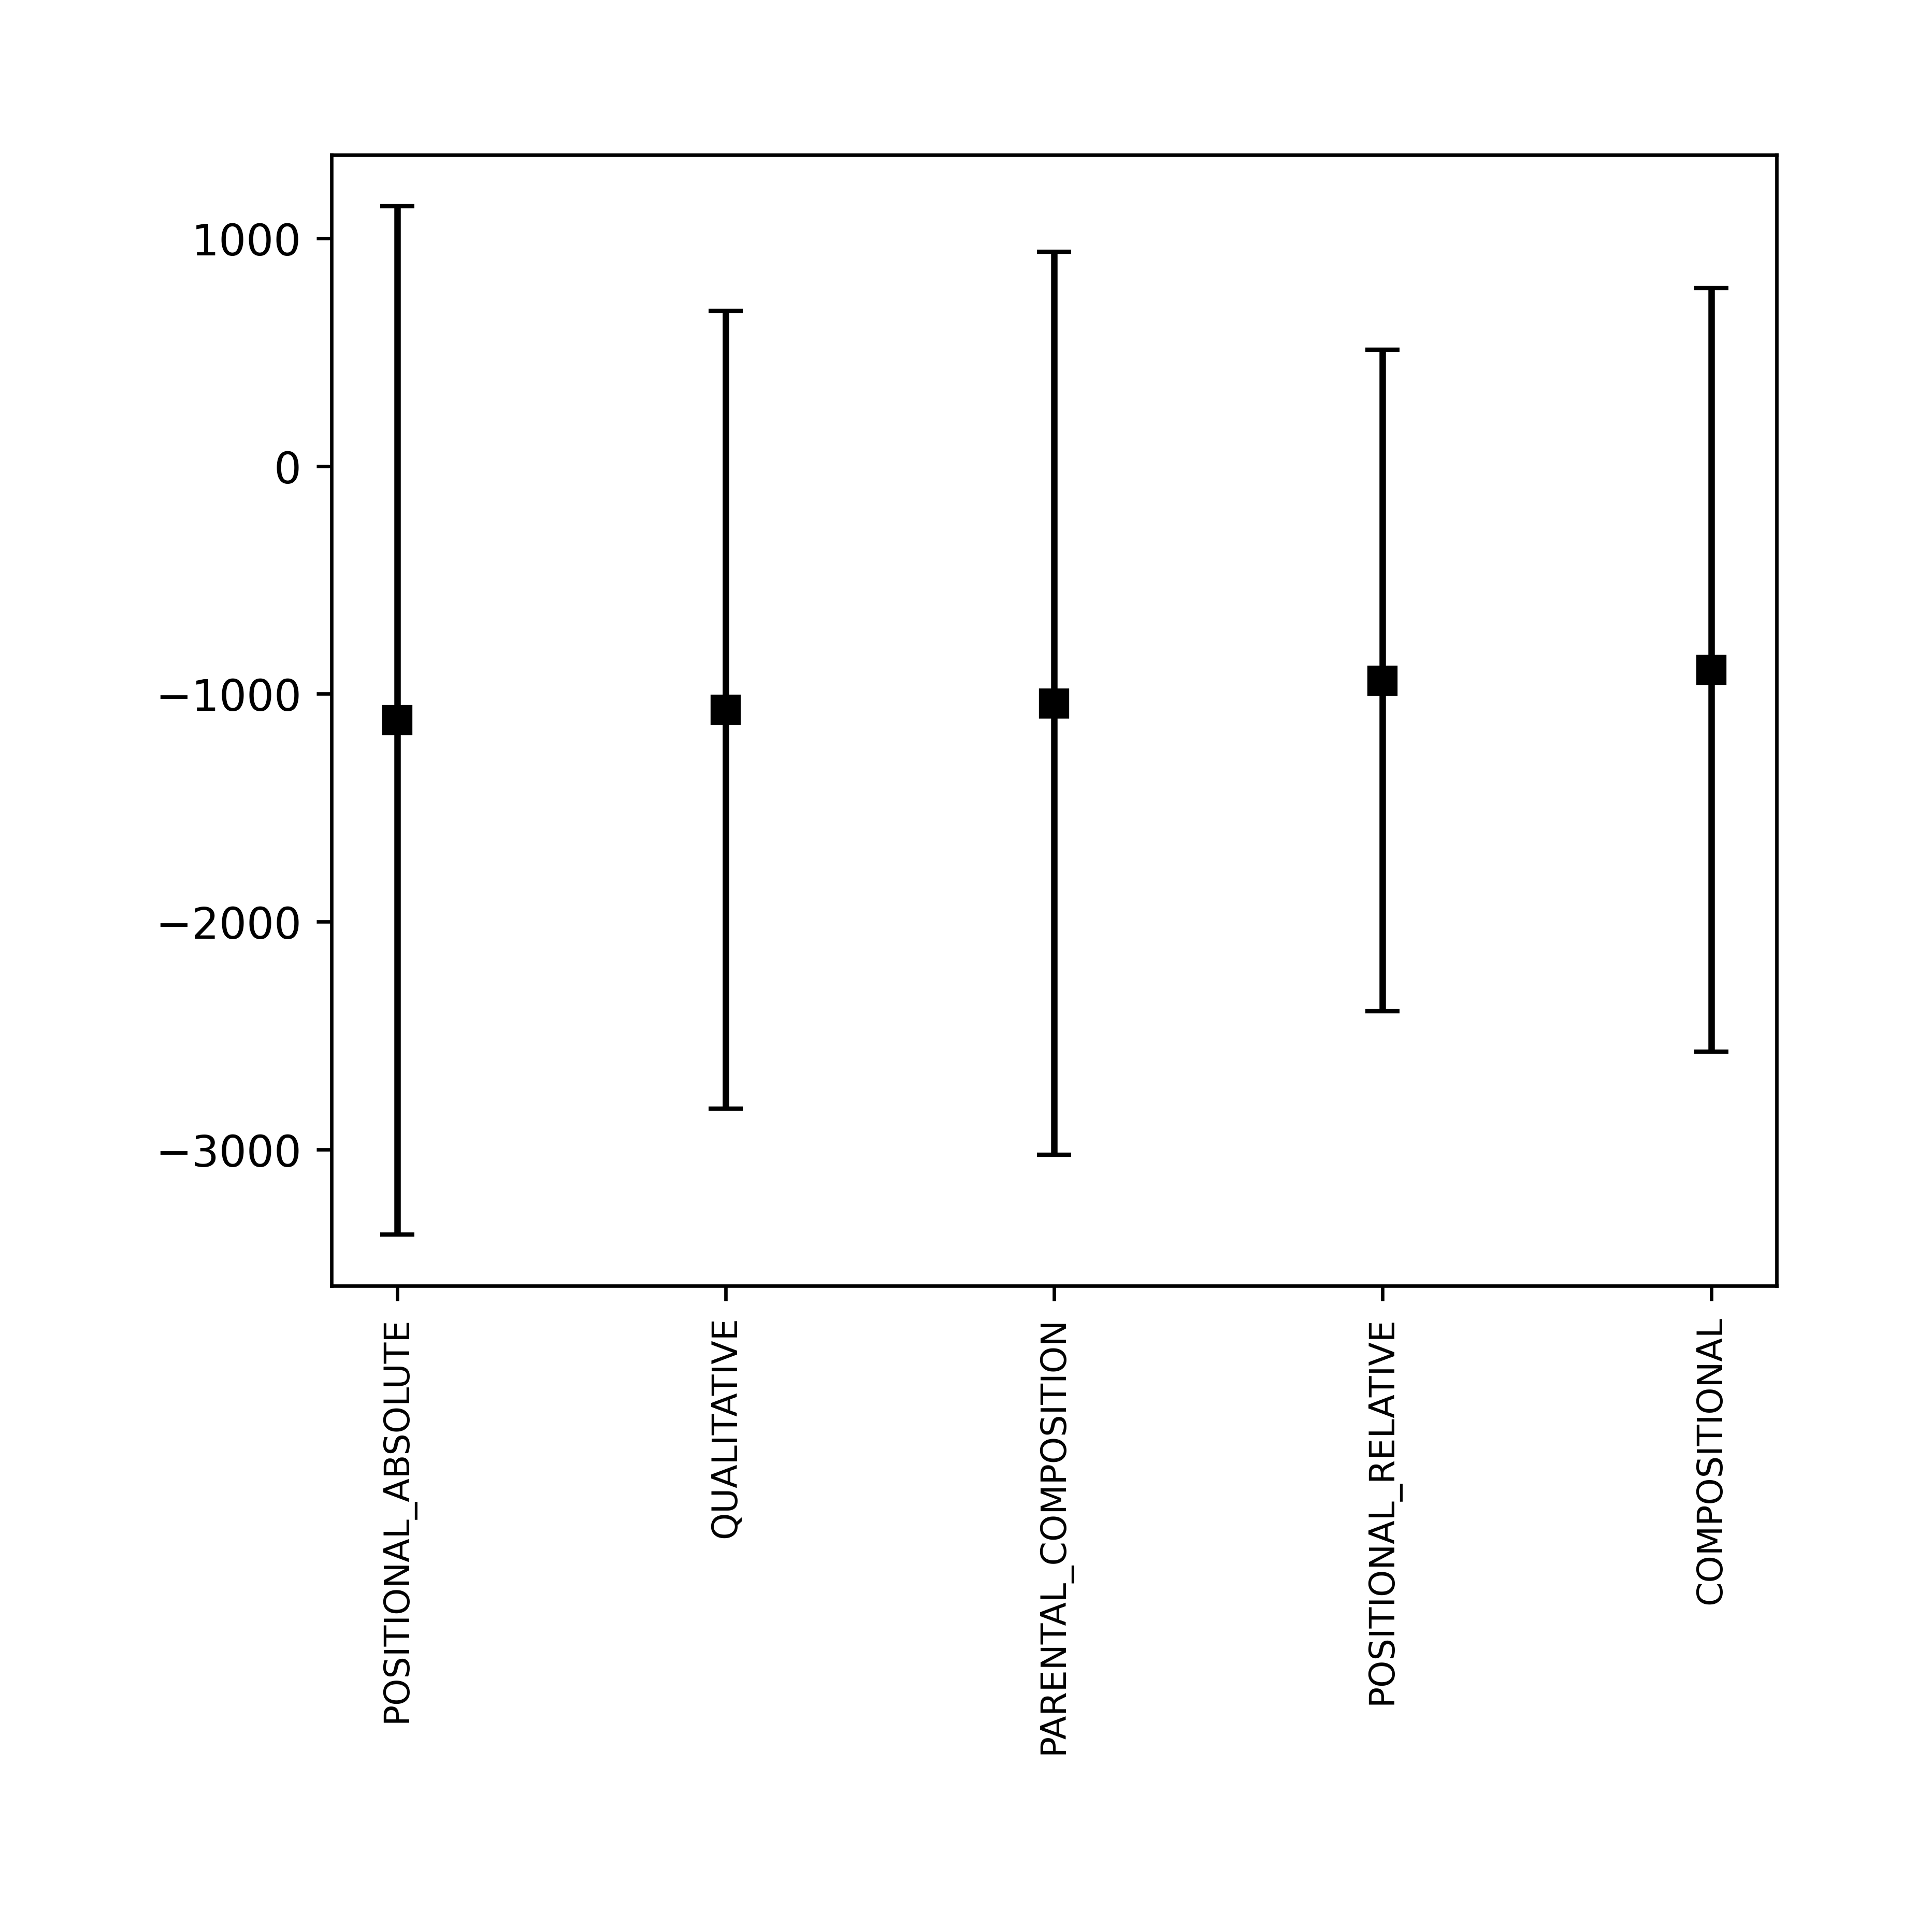 1000
0
−1000
−2000
−3000
POSITIONAL_ABSOLUTE
QUALITATIVE
PARENTAL_COMPOSITION
POSITIONAL_RELATIVE
COMPOSITIONAL